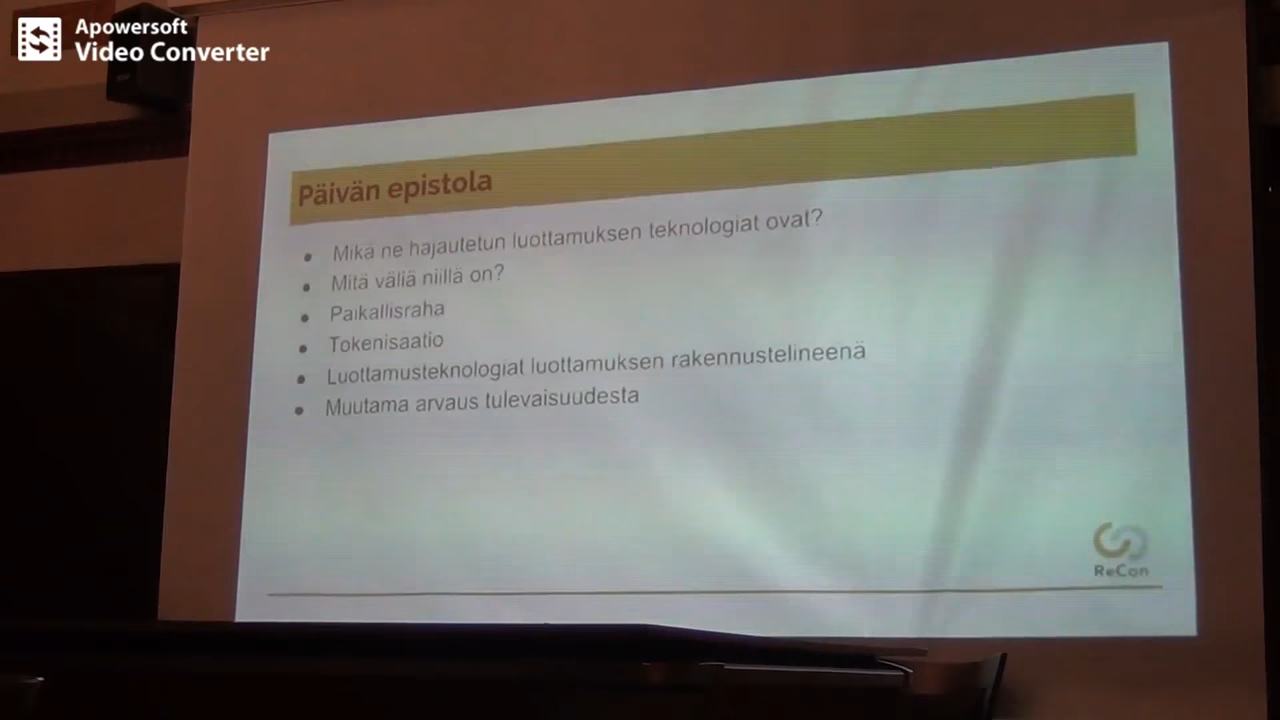 Apowersoft
Video Converter
Päivän epistola
• Mikä ne hajautetun luottamuksen teknologiat ovat?
• Mitä väliä niillä on?
• Paikallisraha
• Tokenisaatio
• Luottamusteknologiat luottamuksen rakennustelineenä
• Muutama arvaus tulevaisuudesta
ReCon